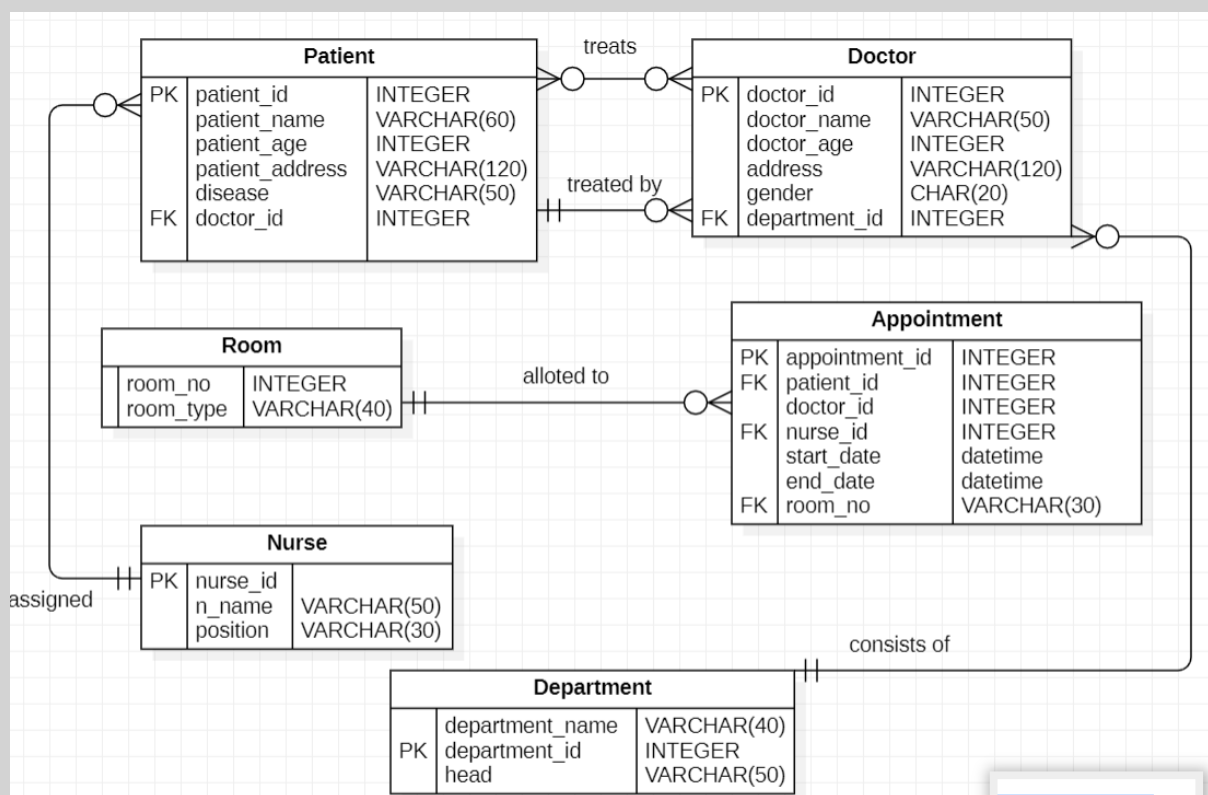 treats
Patient
PK patient_id INTEGER
patient_name VARCHAR(60)
patient_age INTEGER
patient_address VARCHAR(120)
disease VARCHAR(50)
FK doctor_id INTEGER
Doctor
PK doctor_id INTEGER
doctor_name VARCHAR(50)
doctor_age INTEGER
address VARCHAR(120)
gender CHAR(20)
FK department_id INTEGER
treated by
Room
room_no INTEGER
room_type VARCHAR(40)
alloted to
Appointment
PK appointment_id INTEGER
FK patient_id INTEGER
doctor_id INTEGER
FK nurse_id INTEGER
start_date datetime
end_date datetime
FK room_no VARCHAR(30)
Nurse
PK nurse_id
n_name VARCHAR(50)
position VARCHAR(30)
assigned
consists of
Department
department_name VARCHAR(40)
PK department_id INTEGER
head VARCHAR(50)